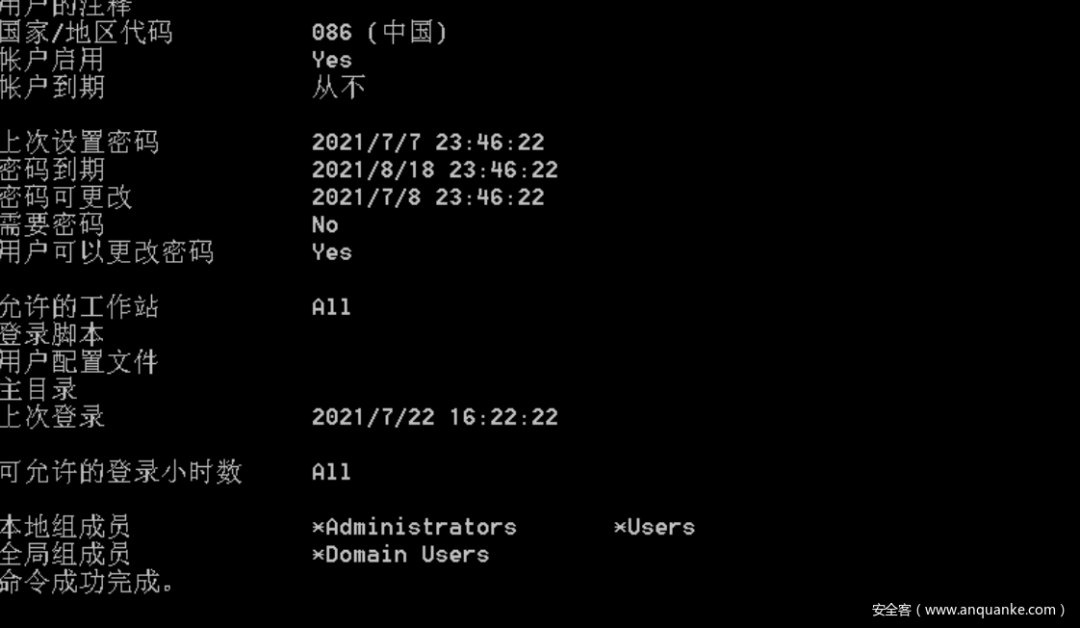 用户的注释
国家/地区代码 086 (中国)
帐户启用 Yes
帐户到期 从不
上次设置密码 2021/7/7 23:46:22
密码到期 2021/8/18 23:46:22
密码可更改 2021/7/8 23:46:22
需要密码 No
用户可以更改密码 Yes
允许的工作站 All
登录脚本
用户配置文件
主目录
上次登录 2021/7/22 16:22:22
可允许的登录小时数 All
本地组成员 *Administrators *Users
全局组成员 *Domain Users
命令成功完成。
安全客（www.anquanke.com）